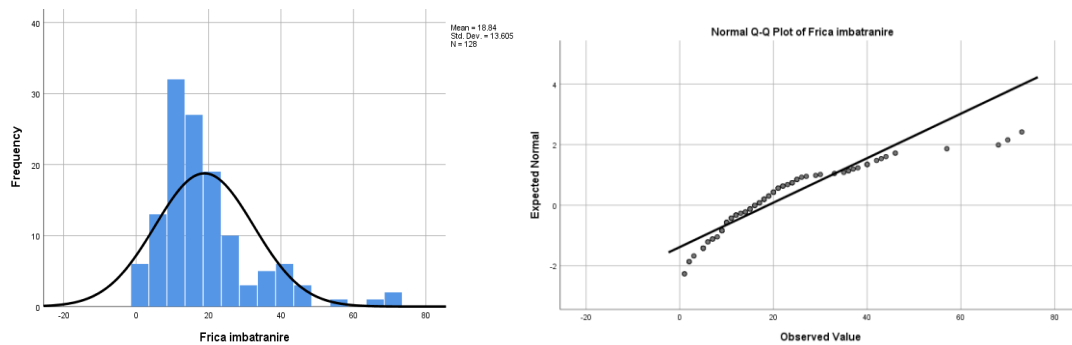 Mean = 18.84
Std. Dev. = 13.605
N = 128
40
30
20
10
0
-20 0 20 40 60 80
Frequency
Frica imbatranire
Normal Q-Q Plot of Frica imbatranire
4
2
0
-2
-20 0 20 40 60 80
Expected Normal
Observed Value